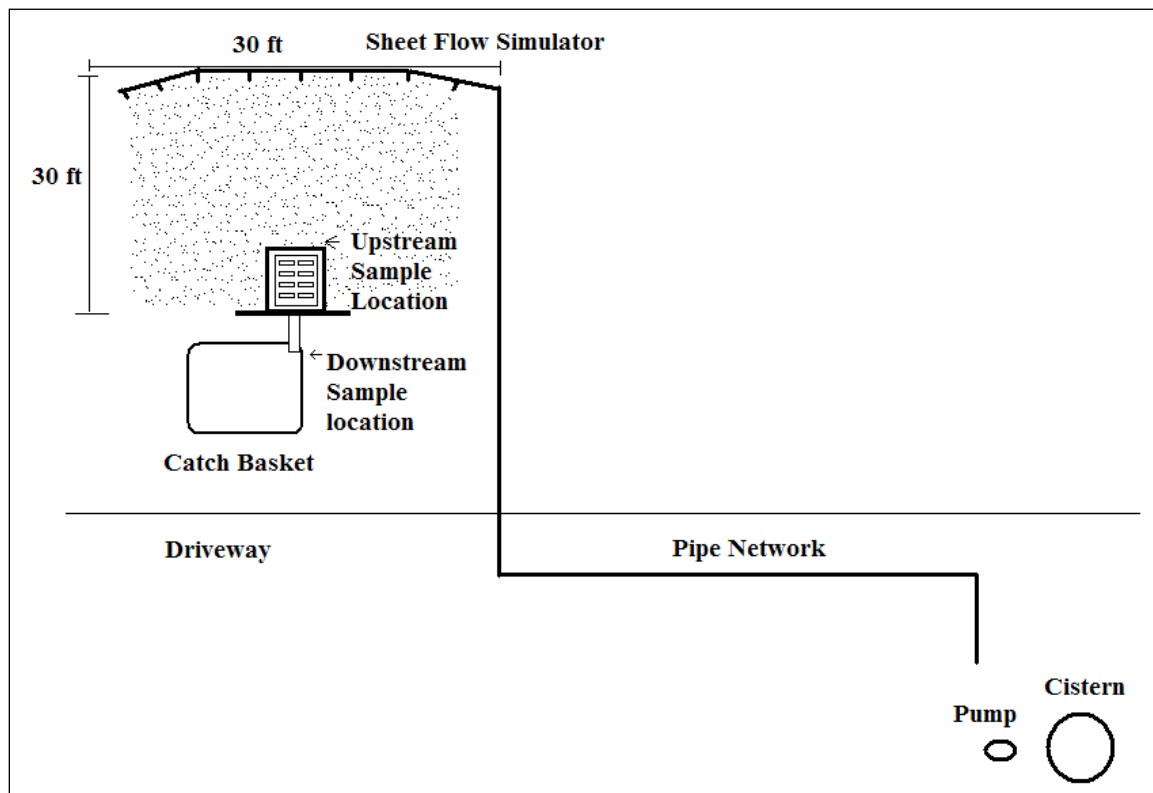 30 ft
Sheet Flow Simulator
30 ft
Upstream
Sample
Location
Downstream
Sample
location
Catch Basket
Driveway
Pipe Network
Cistern
Pump